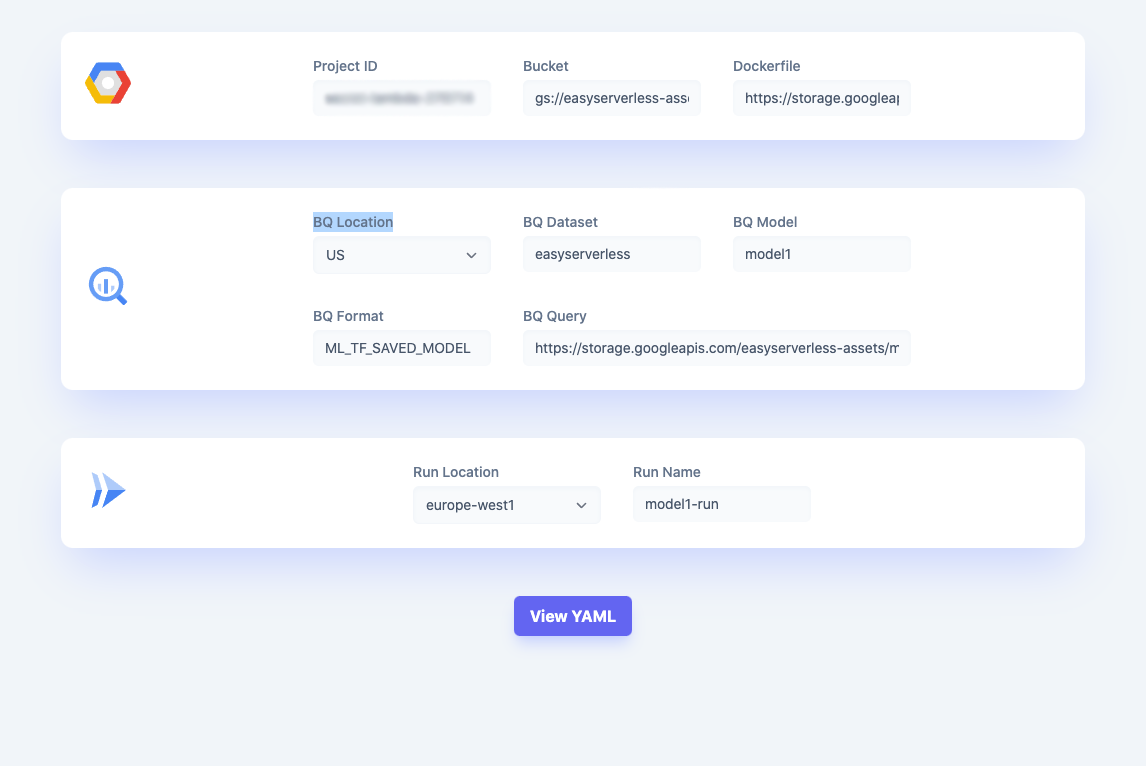 Project ID
Bucket
Dockerfile
gs://easyserverless-ass
https://storage.googleap
BQ Location
BQ Dataset
BQ Model
US
easyserverless
model1
BQ Format
BQ Query
ML_TF_SAVED_MODEL
https://storage.googleapis.com/easyserverless-assets/m
Run Location
Run Name
europe-west1
model1-run
View YAML